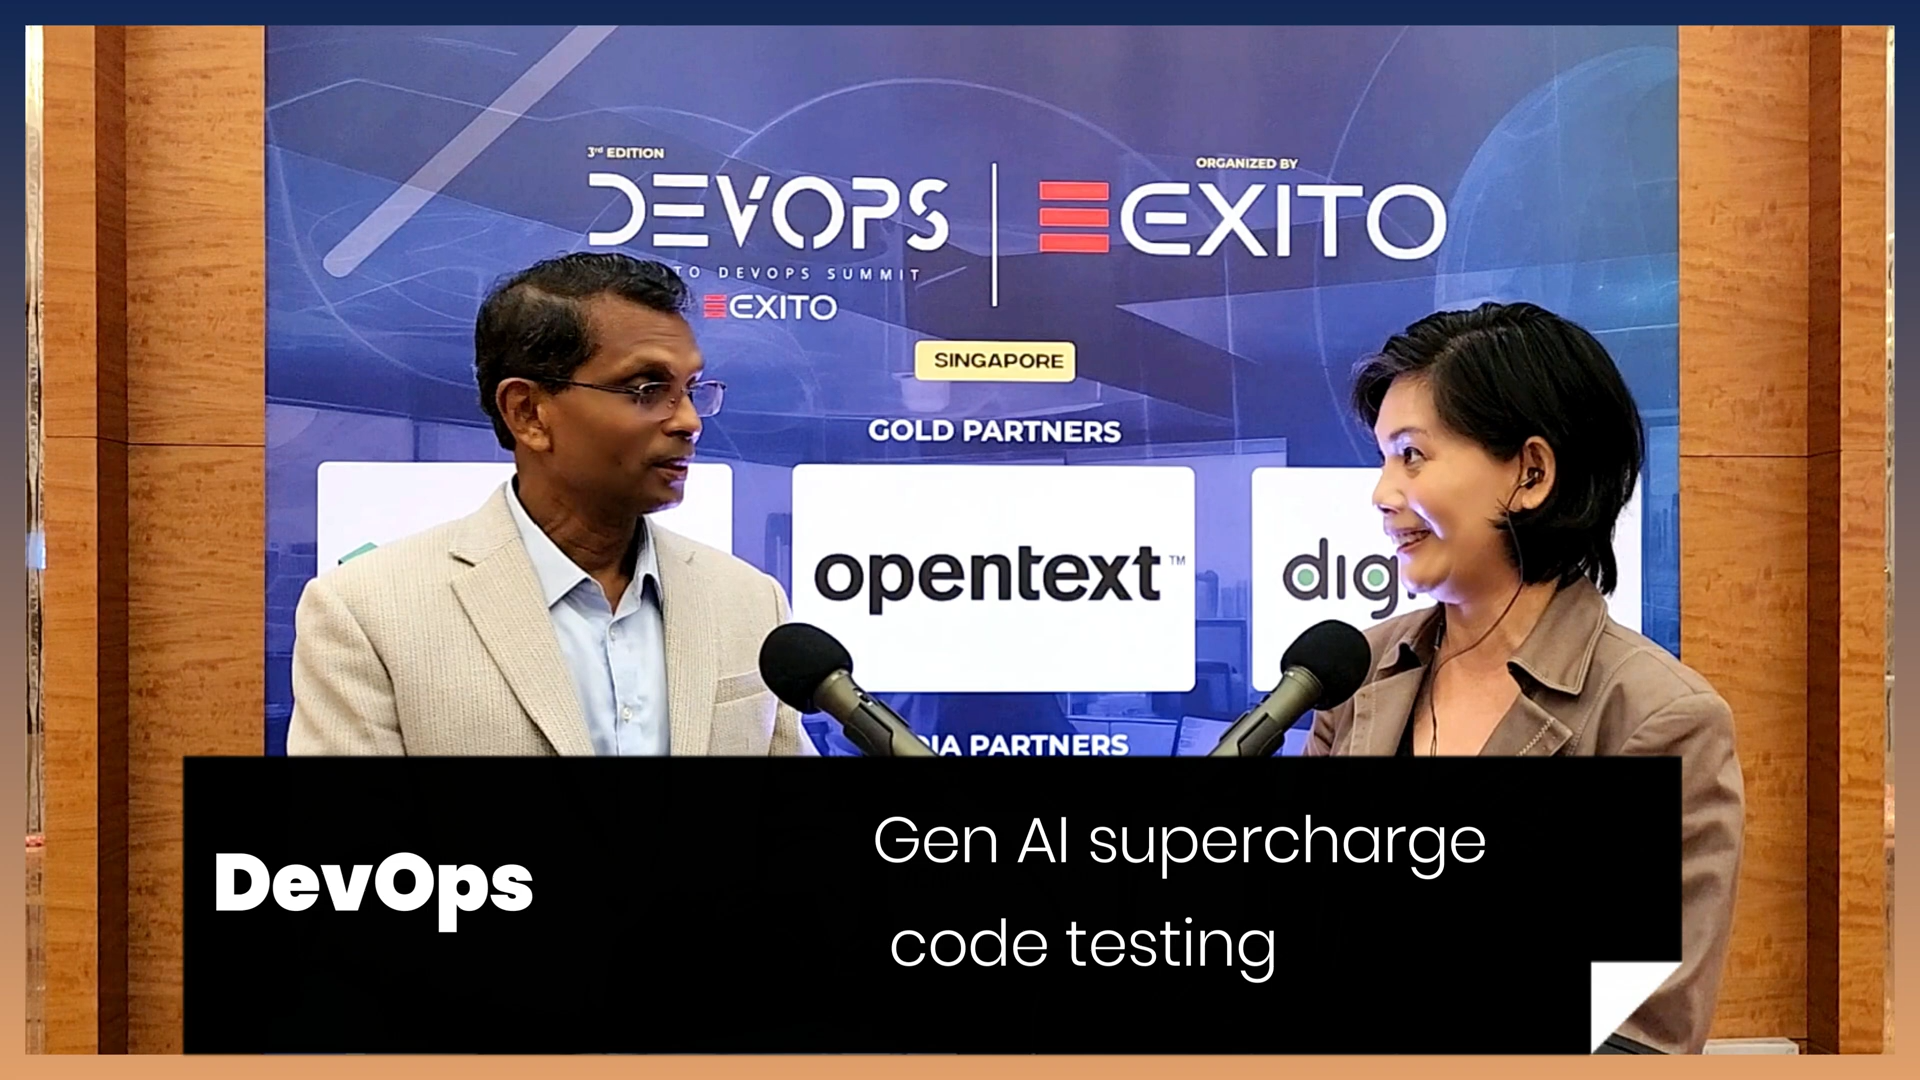 3rd EDITION
DEVOPS
TO DEVOPS SUMMIT
EXITO
ORGANIZED BY
EXITO
SINGAPORE
GOLD PARTNERS
opentext™
PARTNERS
DevOps
Gen AI supercharge
code testing